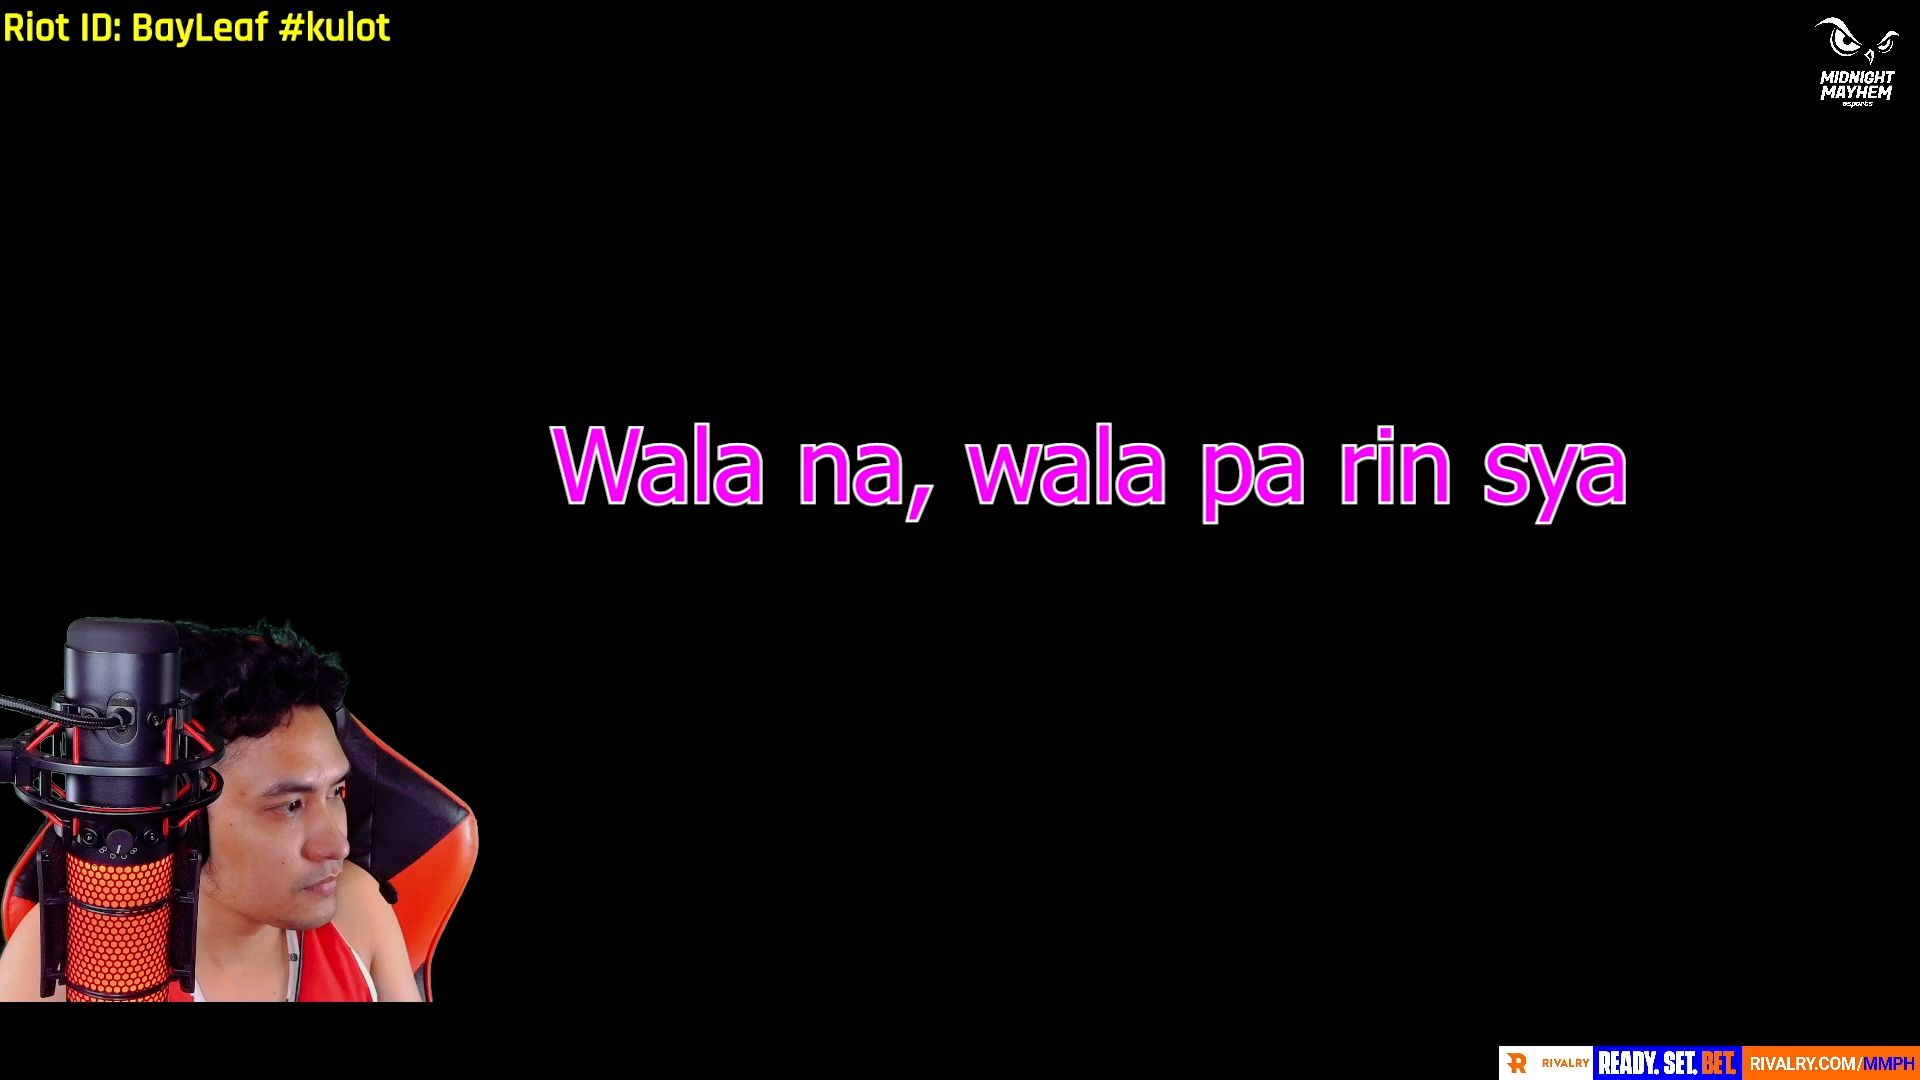 Riot ID: BayLeaf #kulot
MIDNIGHT
MAYHEM
esports
Wala na, wala pa rin sya
RIVALRY READY. SET. BET. RIVALRY.COM/MMPH